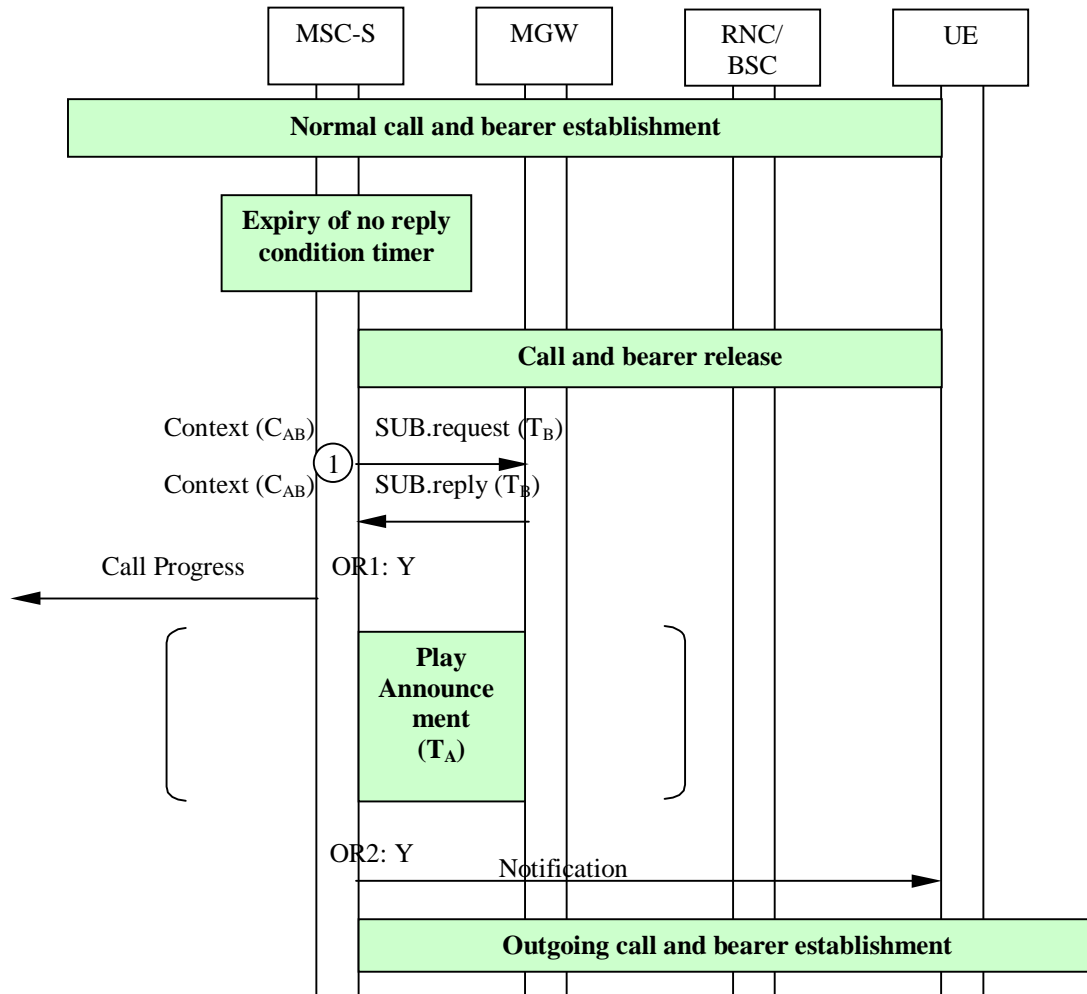 MSC-S
MGW
RNC/
BSC
UE
Normal call and bearer establishment
Expiry of no reply
condition timer
Call and bearer release
Context (C_AB) SUB.request (T_B)
1
Context (C_AB) SUB.reply (T_B)
Call Progress
OR1: Y
Play
Announce
ment
(T_A)
OR2: Y
Notification
Outgoing call and bearer establishment